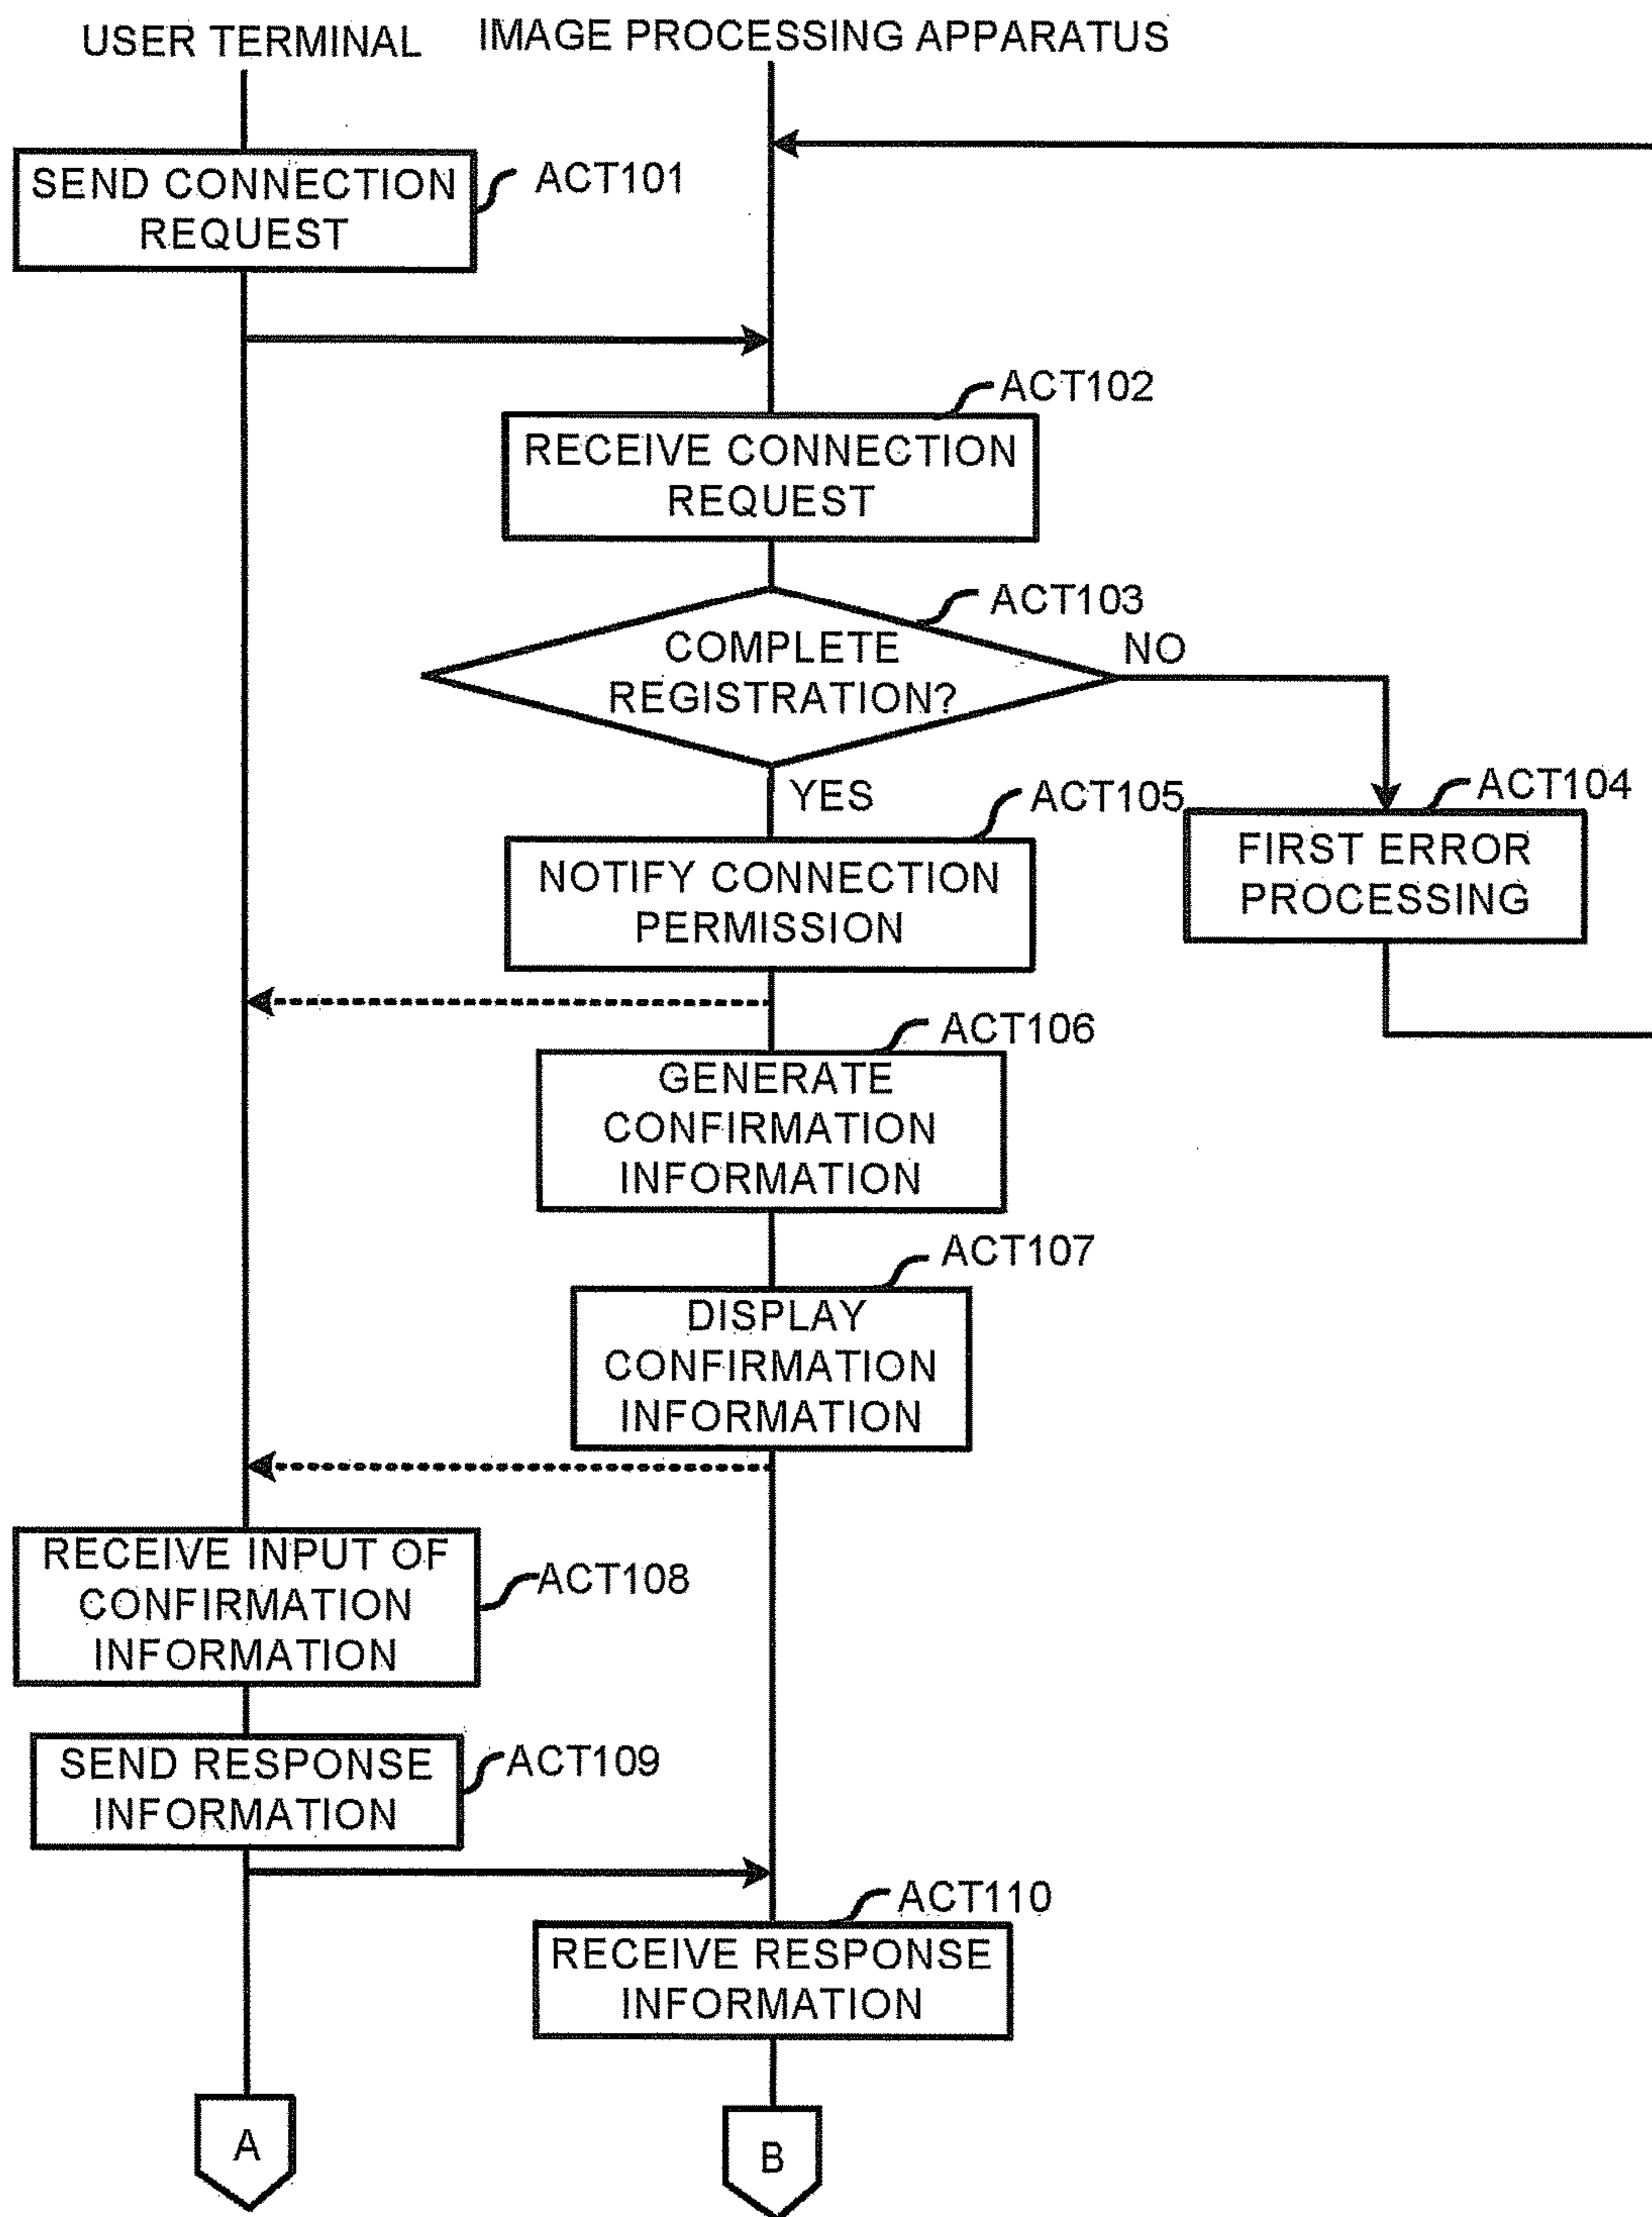 USER TERMINAL
IMAGE PROCESSING APPARATUS
SEND CONNECTION
REQUEST
ACT101
ACT102
RECEIVE CONNECTION
REQUEST
ACT103
COMPLETE
REGISTRATION?
NO
YES
ACT104
FIRST ERROR
PROCESSING
ACT105
NOTIFY CONNECTION
PERMISSION
ACT106
GENERATE
CONFIRMATION
INFORMATION
ACT107
DISPLAY
CONFIRMATION
INFORMATION
RECEIVE INPUT OF
CONFIRMATION
INFORMATION
ACT108
SEND RESPONSE
INFORMATION
ACT109
ACT110
RECEIVE RESPONSE
INFORMATION
A
B